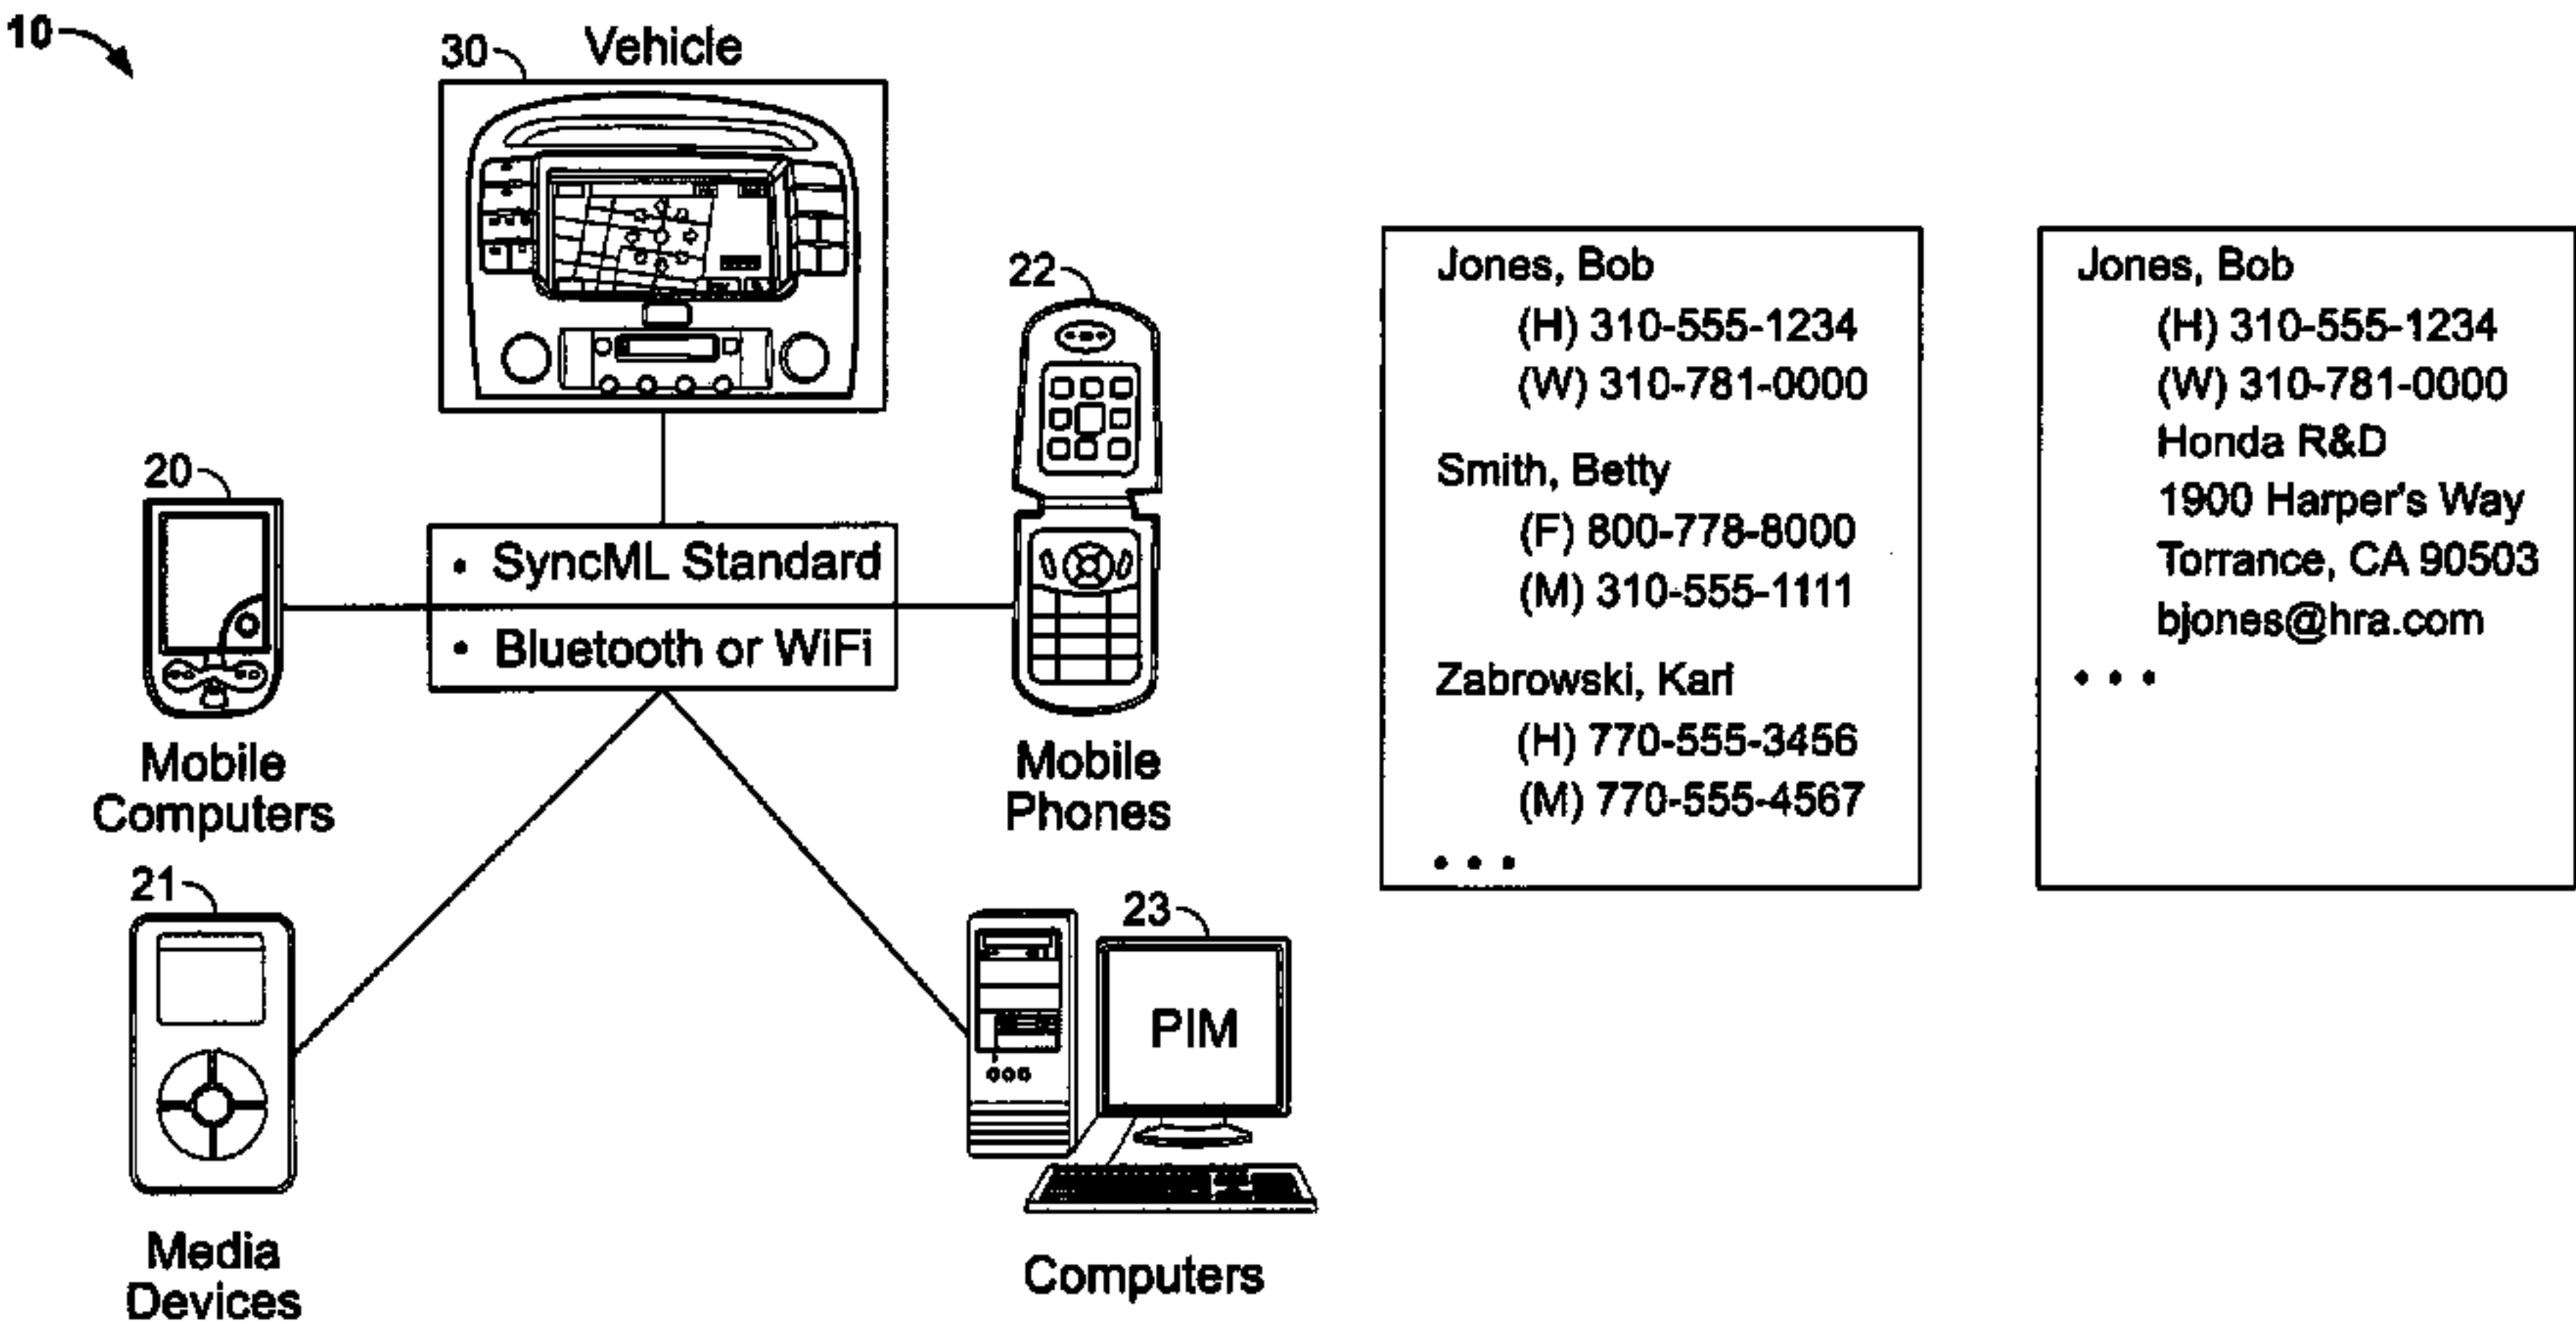 10
30
Vehicle
20
22
• SyncML Standard
• Bluetooth or WiFi
Mobile
Computers
Mobile
Phones
21
23
PIM
Media
Devices
Computers
Jones, Bob
(H) 310-555-1234
(W) 310-781-0000
Smith, Betty
(F) 800-778-8000
(M) 310-555-1111
Zabrowski, Karl
(H) 770-555-3456
(M) 770-555-4567
• • •
Jones, Bob
(H) 310-555-1234
(W) 310-781-0000
Honda R&D
1900 Harper's Way
Torrance, CA 90503
bjones@hra.com
• • •